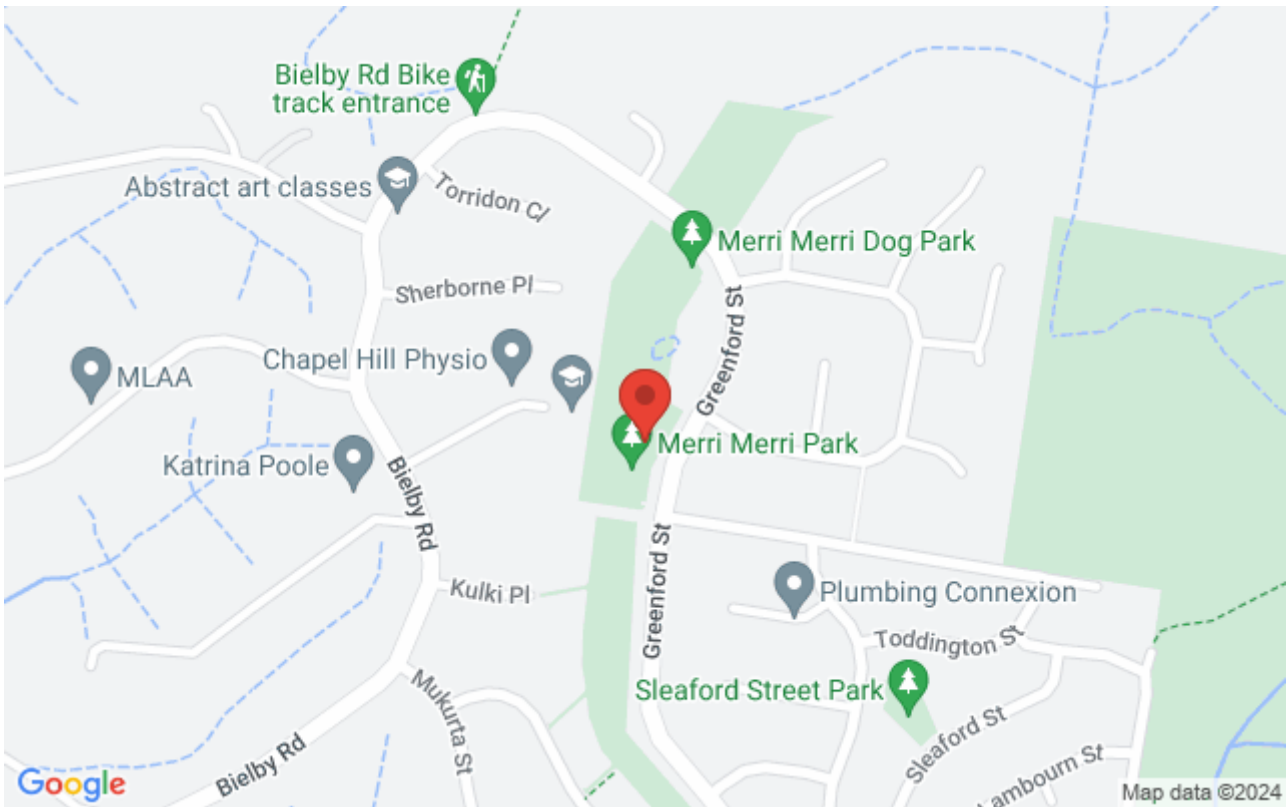 Bielby Rd Bike
track entrance
Abstract art classes
Torridon Cl
Merri Merri Dog Park
Sherborne Pl
Greenford St
Chapel Hill Physio
MLAA
Merri Merri Park
Katrina Poole
Bielby Rd
Greenford St
Kulki Pl
Plumbing Connexion
Toddington St
Sleaford Street Park
Mukurta St
Sleaford St
Bielby Rd
Lambourn St
Google
Map data ©2024